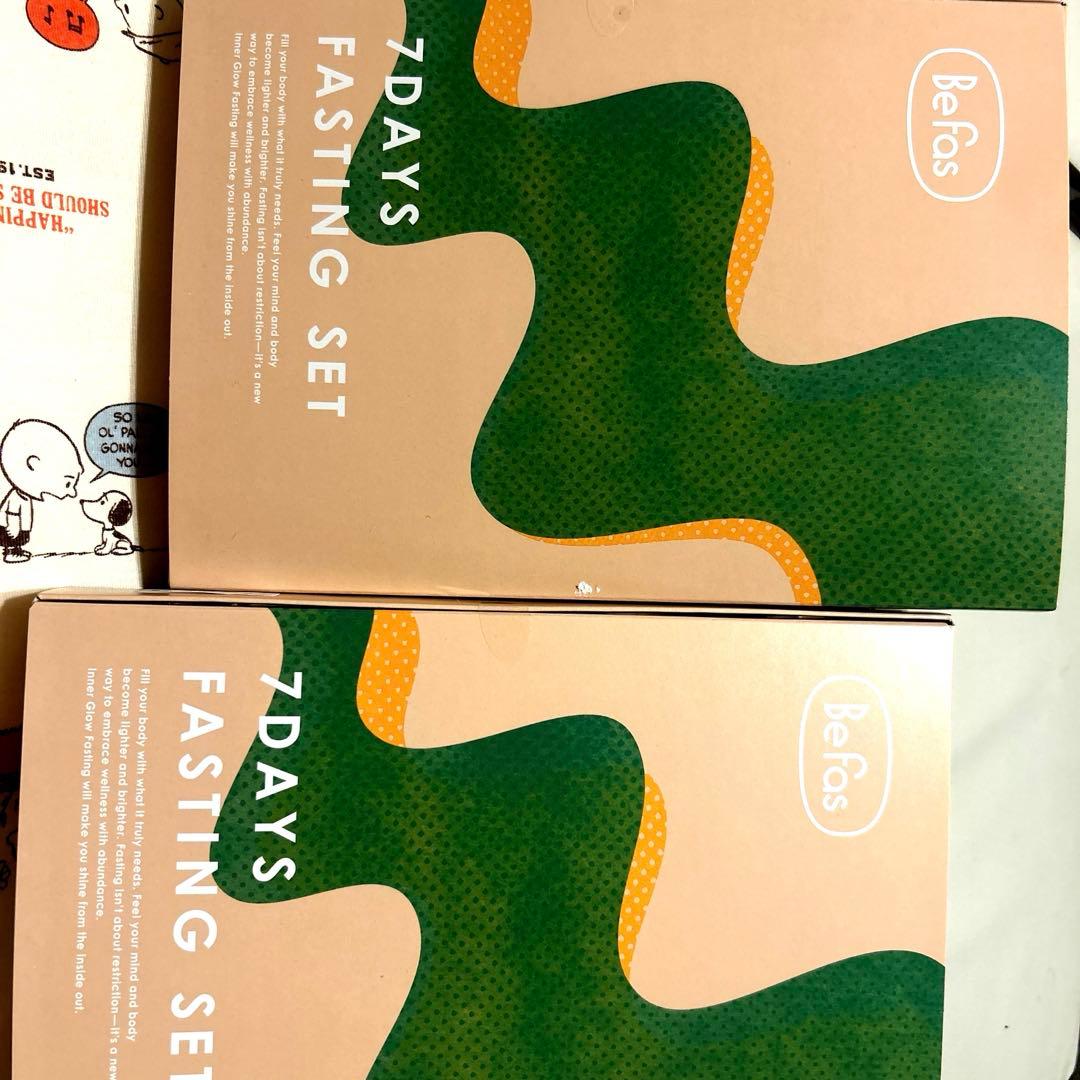 BeFas
7DAYS
FASTING SET
Fill your body with what it truly needs. Feel your mind and body
become lighter and brighter. Fasting isn't about restriction—it's a new
way to embrace wellness with abundance.
Inner Glow Fasting will make you shine from the inside out.
BeFas
7DAYS
FASTING SET
Fill your body with what it truly needs. Feel your mind and body
become lighter and brighter. Fasting isn't about restriction—it's a new
way to embrace wellness with abundance.
Inner Glow Fasting will make you shine from the inside out.
SHOULD BE
EST.
SO
OL'
YOU